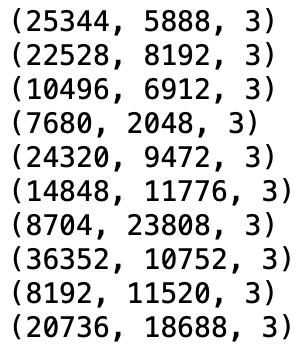 (25344, 5888, 3)
(22528, 8192, 3)
(10496, 6912, 3)
(7680, 2048, 3)
(24320, 9472, 3)
(14848, 11776, 3)
(8704, 23808, 3)
(36352, 10752, 3)
(8192, 11520, 3)
(20736, 18688, 3)